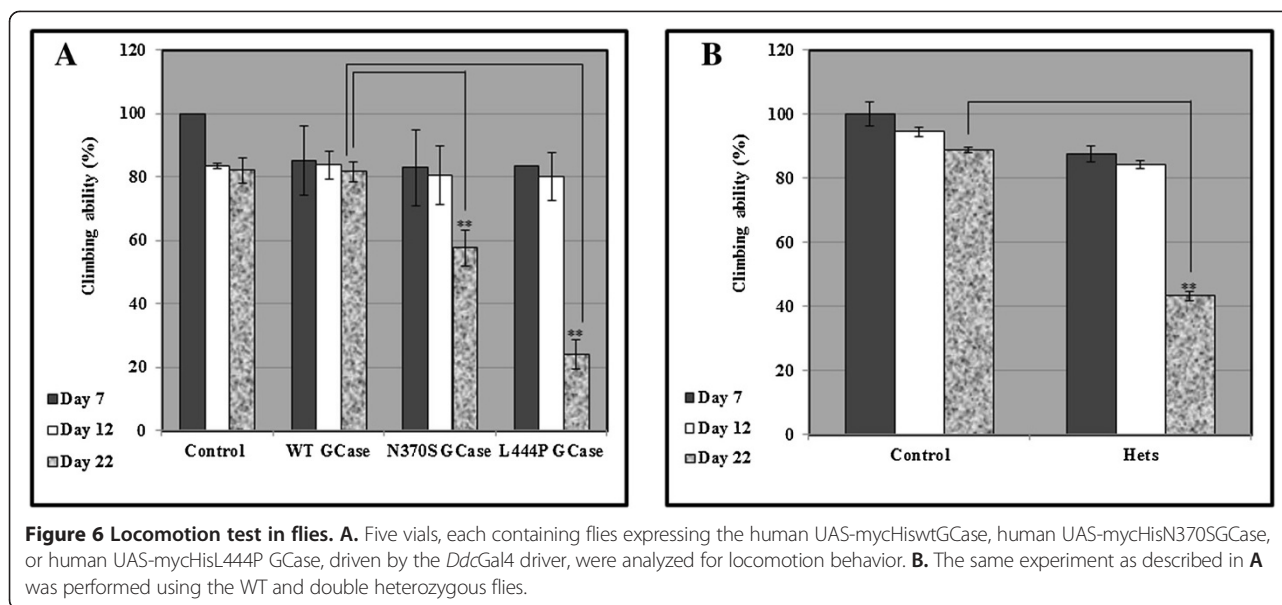 A
120
100
80
60
40
20
0
Climbing ability (%)
**
**
Day 7
Day 12
Day 22
Control WT GCase N370S GCase L444P GCase
B
120
100
80
60
40
20
0
Climbing ability (%)
**
Day 7
Day 12
Day 22
Control Hets
Figure 6 Locomotion test in flies. A. Five vials, each containing flies expressing the human UAS-mycHiswtGCase, human UAS-mycHisN370SGCase,
or human UAS-mycHisL444P GCase, driven by the DdcGal4 driver, were analyzed for locomotion behavior. B. The same experiment as described in A
was performed using the WT and double heterozygous flies.